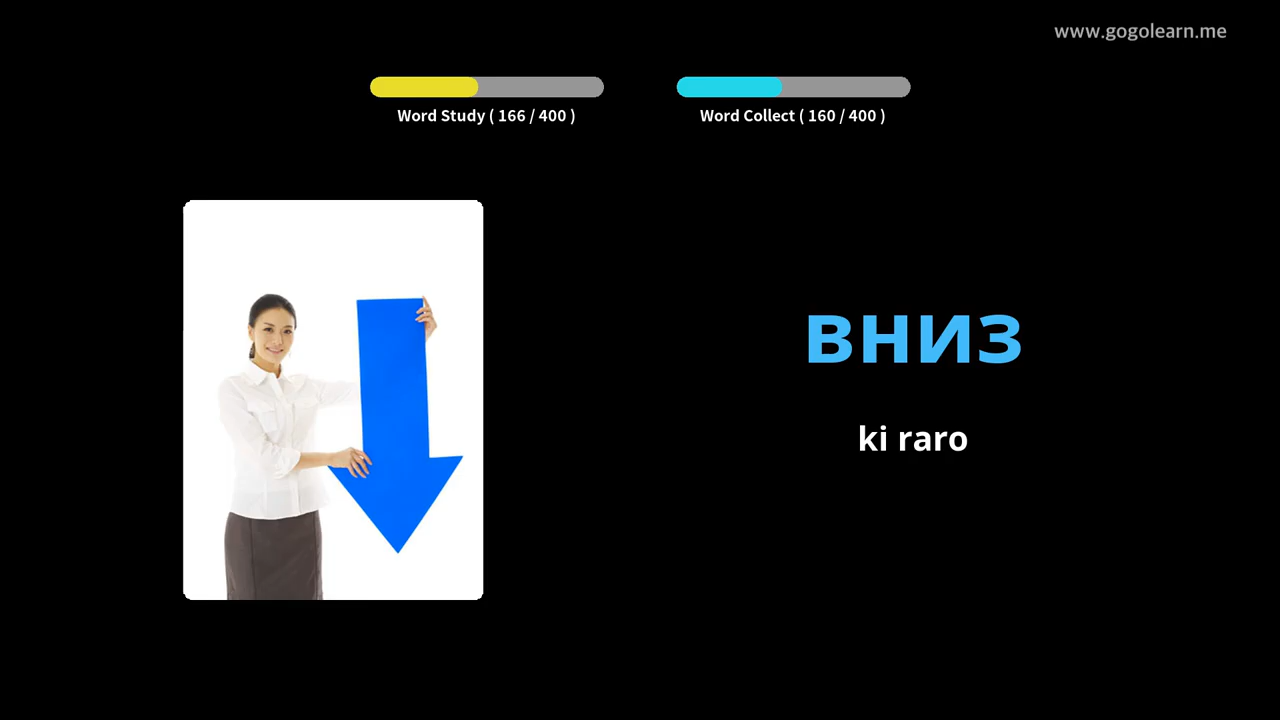 www.gogolearn.me
Word Study ( 166 / 400 )
Word Collect ( 160 / 400 )
вниз
ki raro